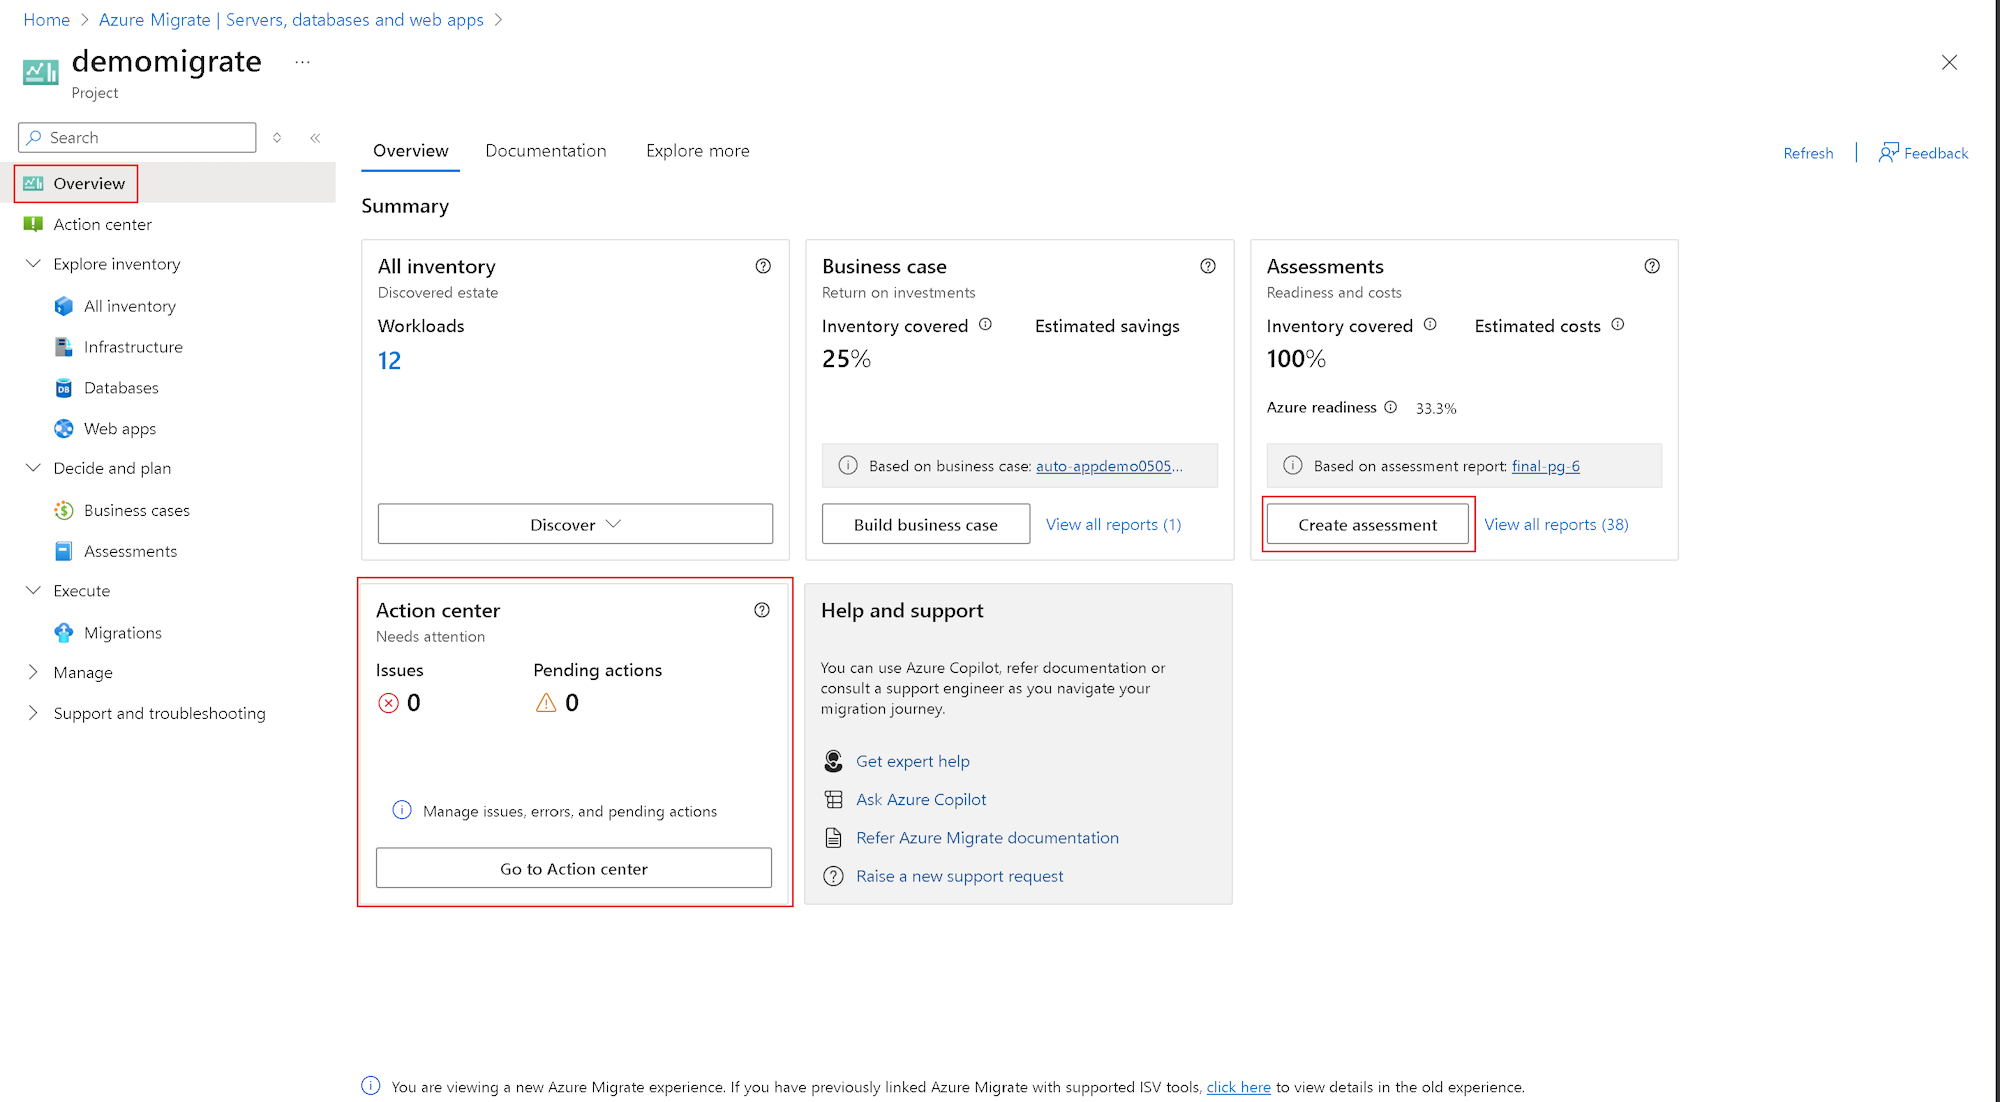 Home > Azure Migrate | Servers, databases and web apps >
demomigrate ...
Project
Search
Overview
Action center
Explore inventory
All inventory
Infrastructure
Databases
Web apps
Decide and plan
Business cases
Assessments
Execute
Migrations
Manage
Support and troubleshooting
Overview Documentation Explore more
Refresh | Feedback
Summary
All inventory
Discovered estate
Workloads
12
Discover
Business case
Return on investments
Inventory covered Estimated savings
25%
Based on business case: auto-appdemo0505...
Build business case View all reports (1)
Assessments
Readiness and costs
Inventory covered Estimated costs
100%
Azure readiness 33.3%
Based on assessment report: final-pg-6
Create assessment View all reports (38)
Action center
Needs attention
Issues Pending actions
0 0
Manage issues, errors, and pending actions
Go to Action center
Help and support
You can use Azure Copilot, refer documentation or
consult a support engineer as you navigate your
migration journey.
Get expert help
Ask Azure Copilot
Refer Azure Migrate documentation
Raise a new support request
You are viewing a new Azure Migrate experience. If you have previously linked Azure Migrate with supported ISV tools, click here to view details in the old experience.